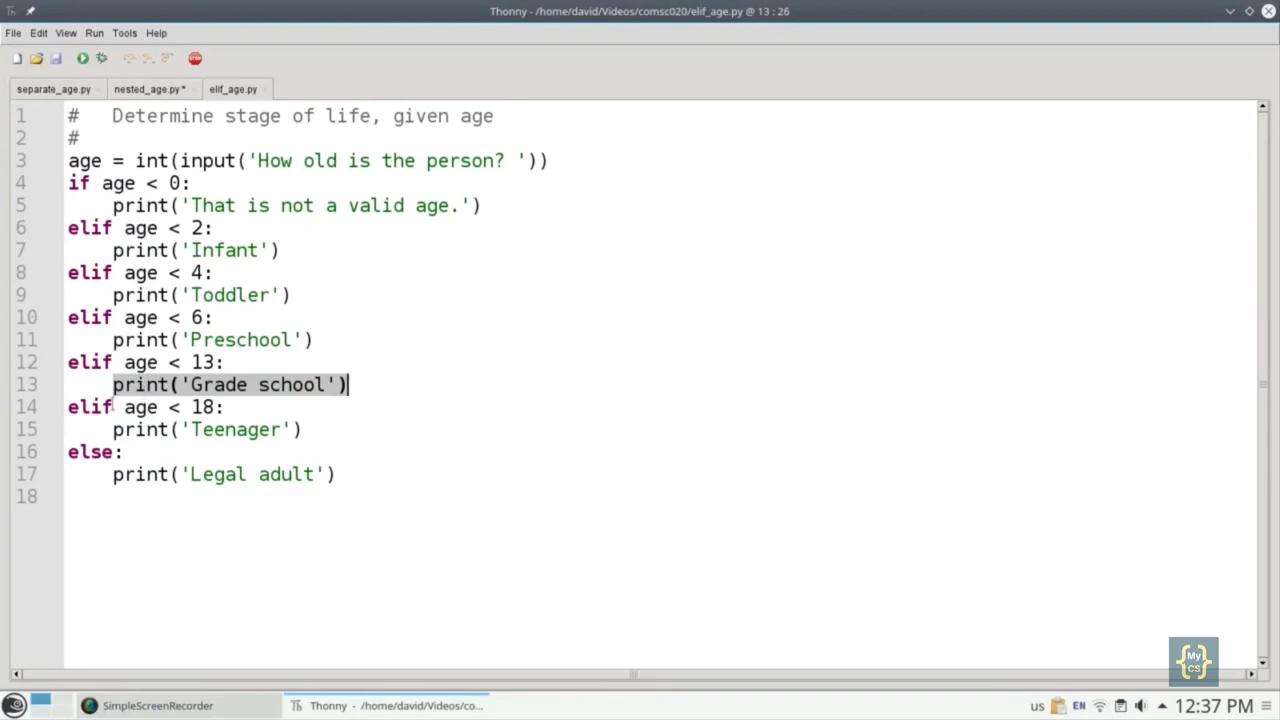 Thonny - /home/david/Videos/comsc020/elif_age.py @ 13 : 26
File Edit View Run Tools Help
STOP
separate_age.py nested_age.py * elif_age.py
1 #   Determine stage of life, given age
2 #
3 age = int(input('How old is the person? '))
4 if age < 0:
5     print('That is not a valid age.')
6 elif age < 2:
7     print('Infant')
8 elif age < 4:
9     print('Toddler')
10 elif age < 6:
11     print('Preschool')
12 elif age < 13:
13     print('Grade school')
14 elif age < 18:
15     print('Teenager')
16 else:
17     print('Legal adult')
18
{My CS}
SimpleScreenRecorder Thonny - /home/david/Videos/co... us EN 12:37 PM